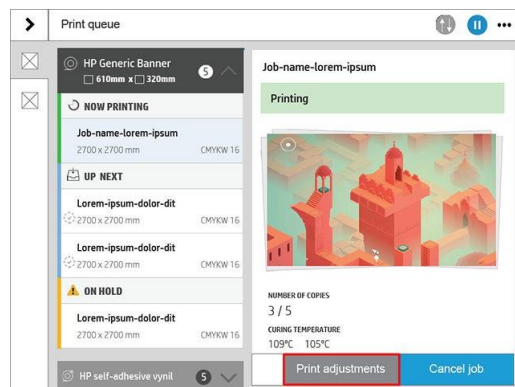 Print queue
HP Generic Banner
610mm x 320mm
5
NOW PRINTING
Job-name-lorem-ipsum
2700 x 2700 mm CMYKW 16
UP NEXT
Lorem-ipsum-dolor-dit
2700 x 2700 mm CMYKW 16
Lorem-ipsum-dolor-dit
2700 x 2700 mm CMYKW 16
ON HOLD
Lorem-ipsum-dolor-dit
2700 x 2700 mm CMYKW 16
HP self-adhesive vynil 5
Job-name-lorem-ipsum
Printing
NUMBER OF COPIES
3 / 5
CURING TEMPERATURE
109ºC 105ºC
Print adjustments
Cancel job